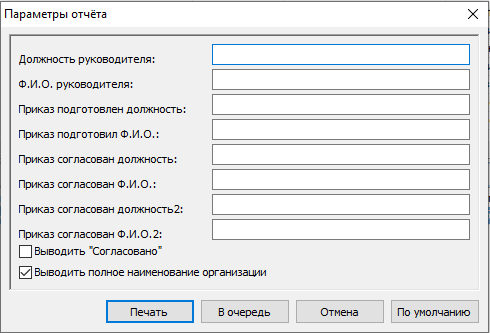 Параметры отчёта
Должность руководителя:
Ф.И.О. руководителя:
Приказ подготовлен должность:
Приказ подготовил Ф.И.О.:
Приказ согласован должность:
Приказ согласован Ф.И.О.:
Приказ согласован должность2:
Приказ согласован Ф.И.О.2:
Выводить "Согласовано"
Выводить полное наименование организации
Печать В очередь Отмена По умолчанию